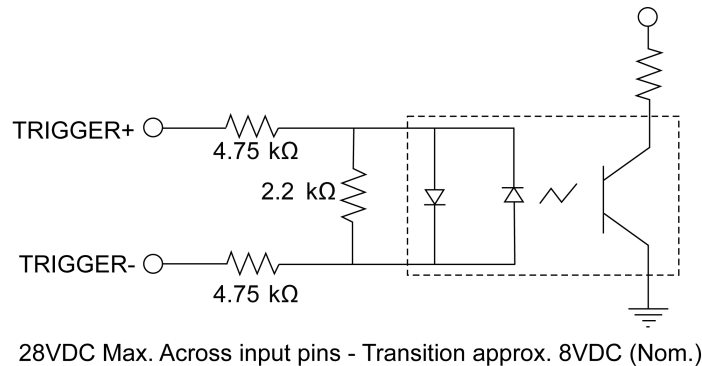 TRIGGER+
4.75 kΩ
2.2 kΩ
TRIGGER-
4.75 kΩ
28VDC Max. Across input pins - Transition approx. 8VDC (Nom.)